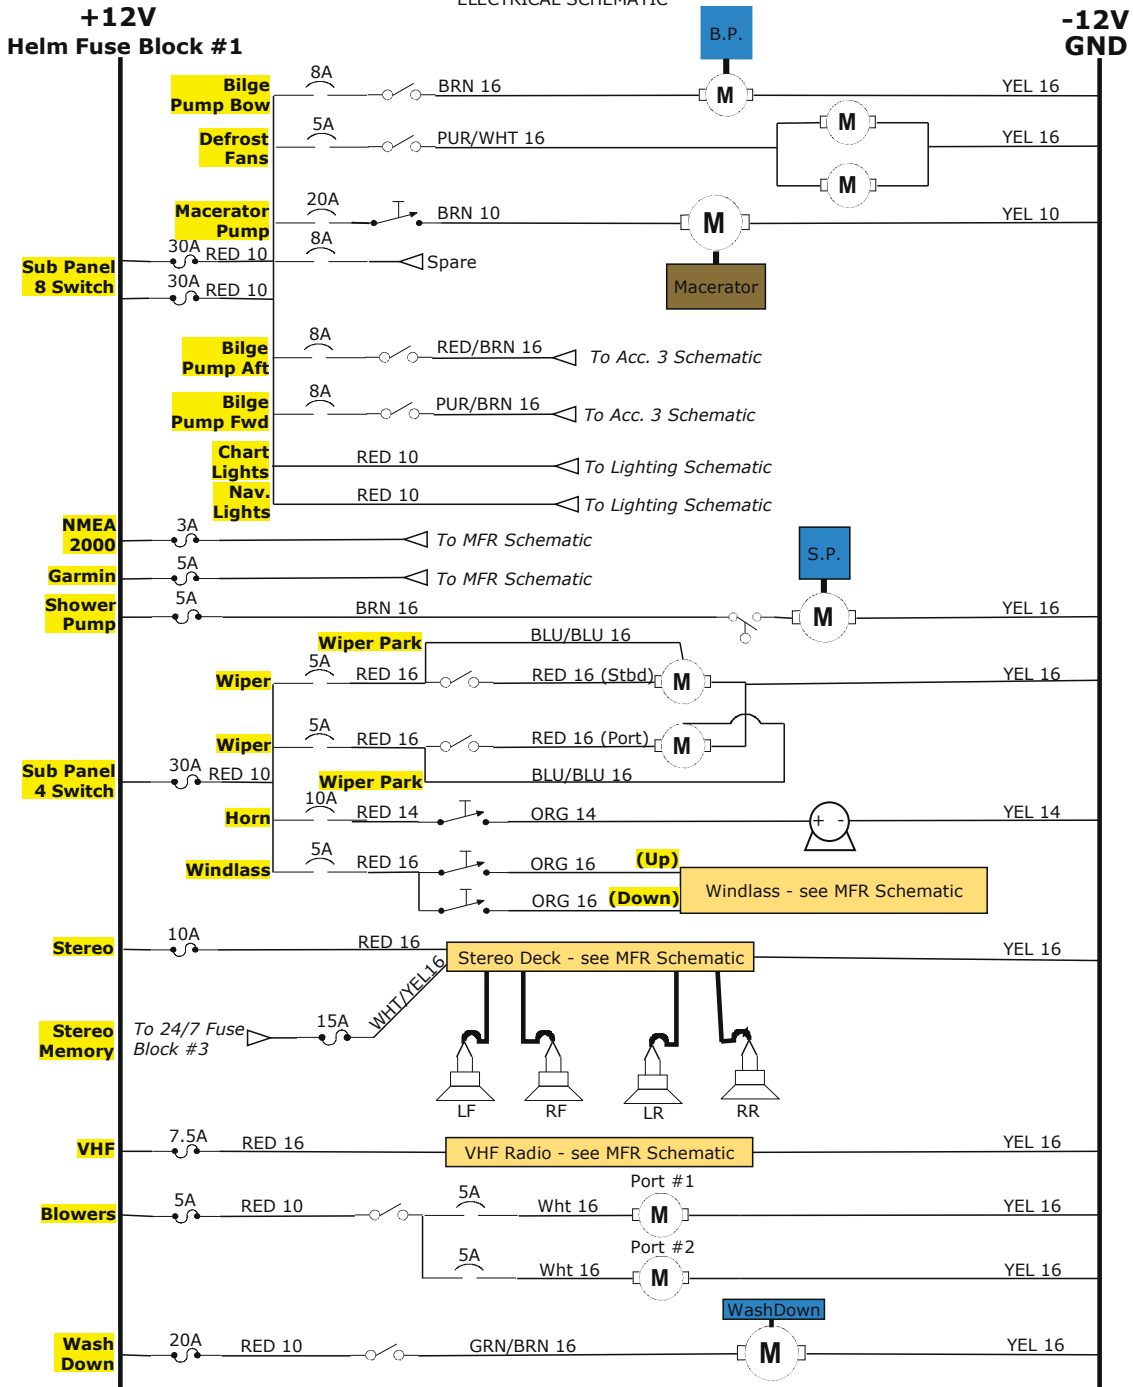 ELECTRICAL SCHEMATIC
+12V
Helm Fuse Block #1
-12V
GND
B.P.
Bilge
Pump Bow
8A
BRN 16
M
YEL 16
Defrost
Fans
5A
PUR/WHT 16
M
M
YEL 16
Macerator
Pump
20A
BRN 10
M
YEL 10
Macerator
Sub Panel
8 Switch
30A
RED 10
30A
RED 10
8A
Spare
Bilge
Pump Aft
8A
RED/BRN 16
To Acc. 3 Schematic
Bilge
Pump Fwd
8A
PUR/BRN 16
To Acc. 3 Schematic
Chart
Lights
RED 10
To Lighting Schematic
Nav.
Lights
RED 10
To Lighting Schematic
NMEA
2000
3A
To MFR Schematic
Garmin
5A
To MFR Schematic
S.P.
Shower
Pump
5A
BRN 16
M
YEL 16
Wiper Park
BLU/BLU 16
Wiper
5A
RED 16
RED 16 (Stbd)
M
YEL 16
Wiper
5A
RED 16
RED 16 (Port)
M
Sub Panel
4 Switch
30A
RED 10
Wiper Park
BLU/BLU 16
Horn
10A
RED 14
ORG 14
+ -
YEL 14
Windlass
5A
RED 16
ORG 16
(Up)
ORG 16
(Down)
Windlass - see MFR Schematic
Stereo
10A
RED 16
Stereo Deck - see MFR Schematic
YEL 16
WHT/YEL16
Stereo
Memory
To 24/7 Fuse
Block #3
15A
LF
RF
LR
RR
VHF
7.5A
RED 16
VHF Radio - see MFR Schematic
YEL 16
Blowers
5A
RED 10
5A
Wht 16
Port #1
M
YEL 16
5A
Wht 16
Port #2
M
YEL 16
WashDown
Wash
Down
20A
RED 10
GRN/BRN 16
M
YEL 16